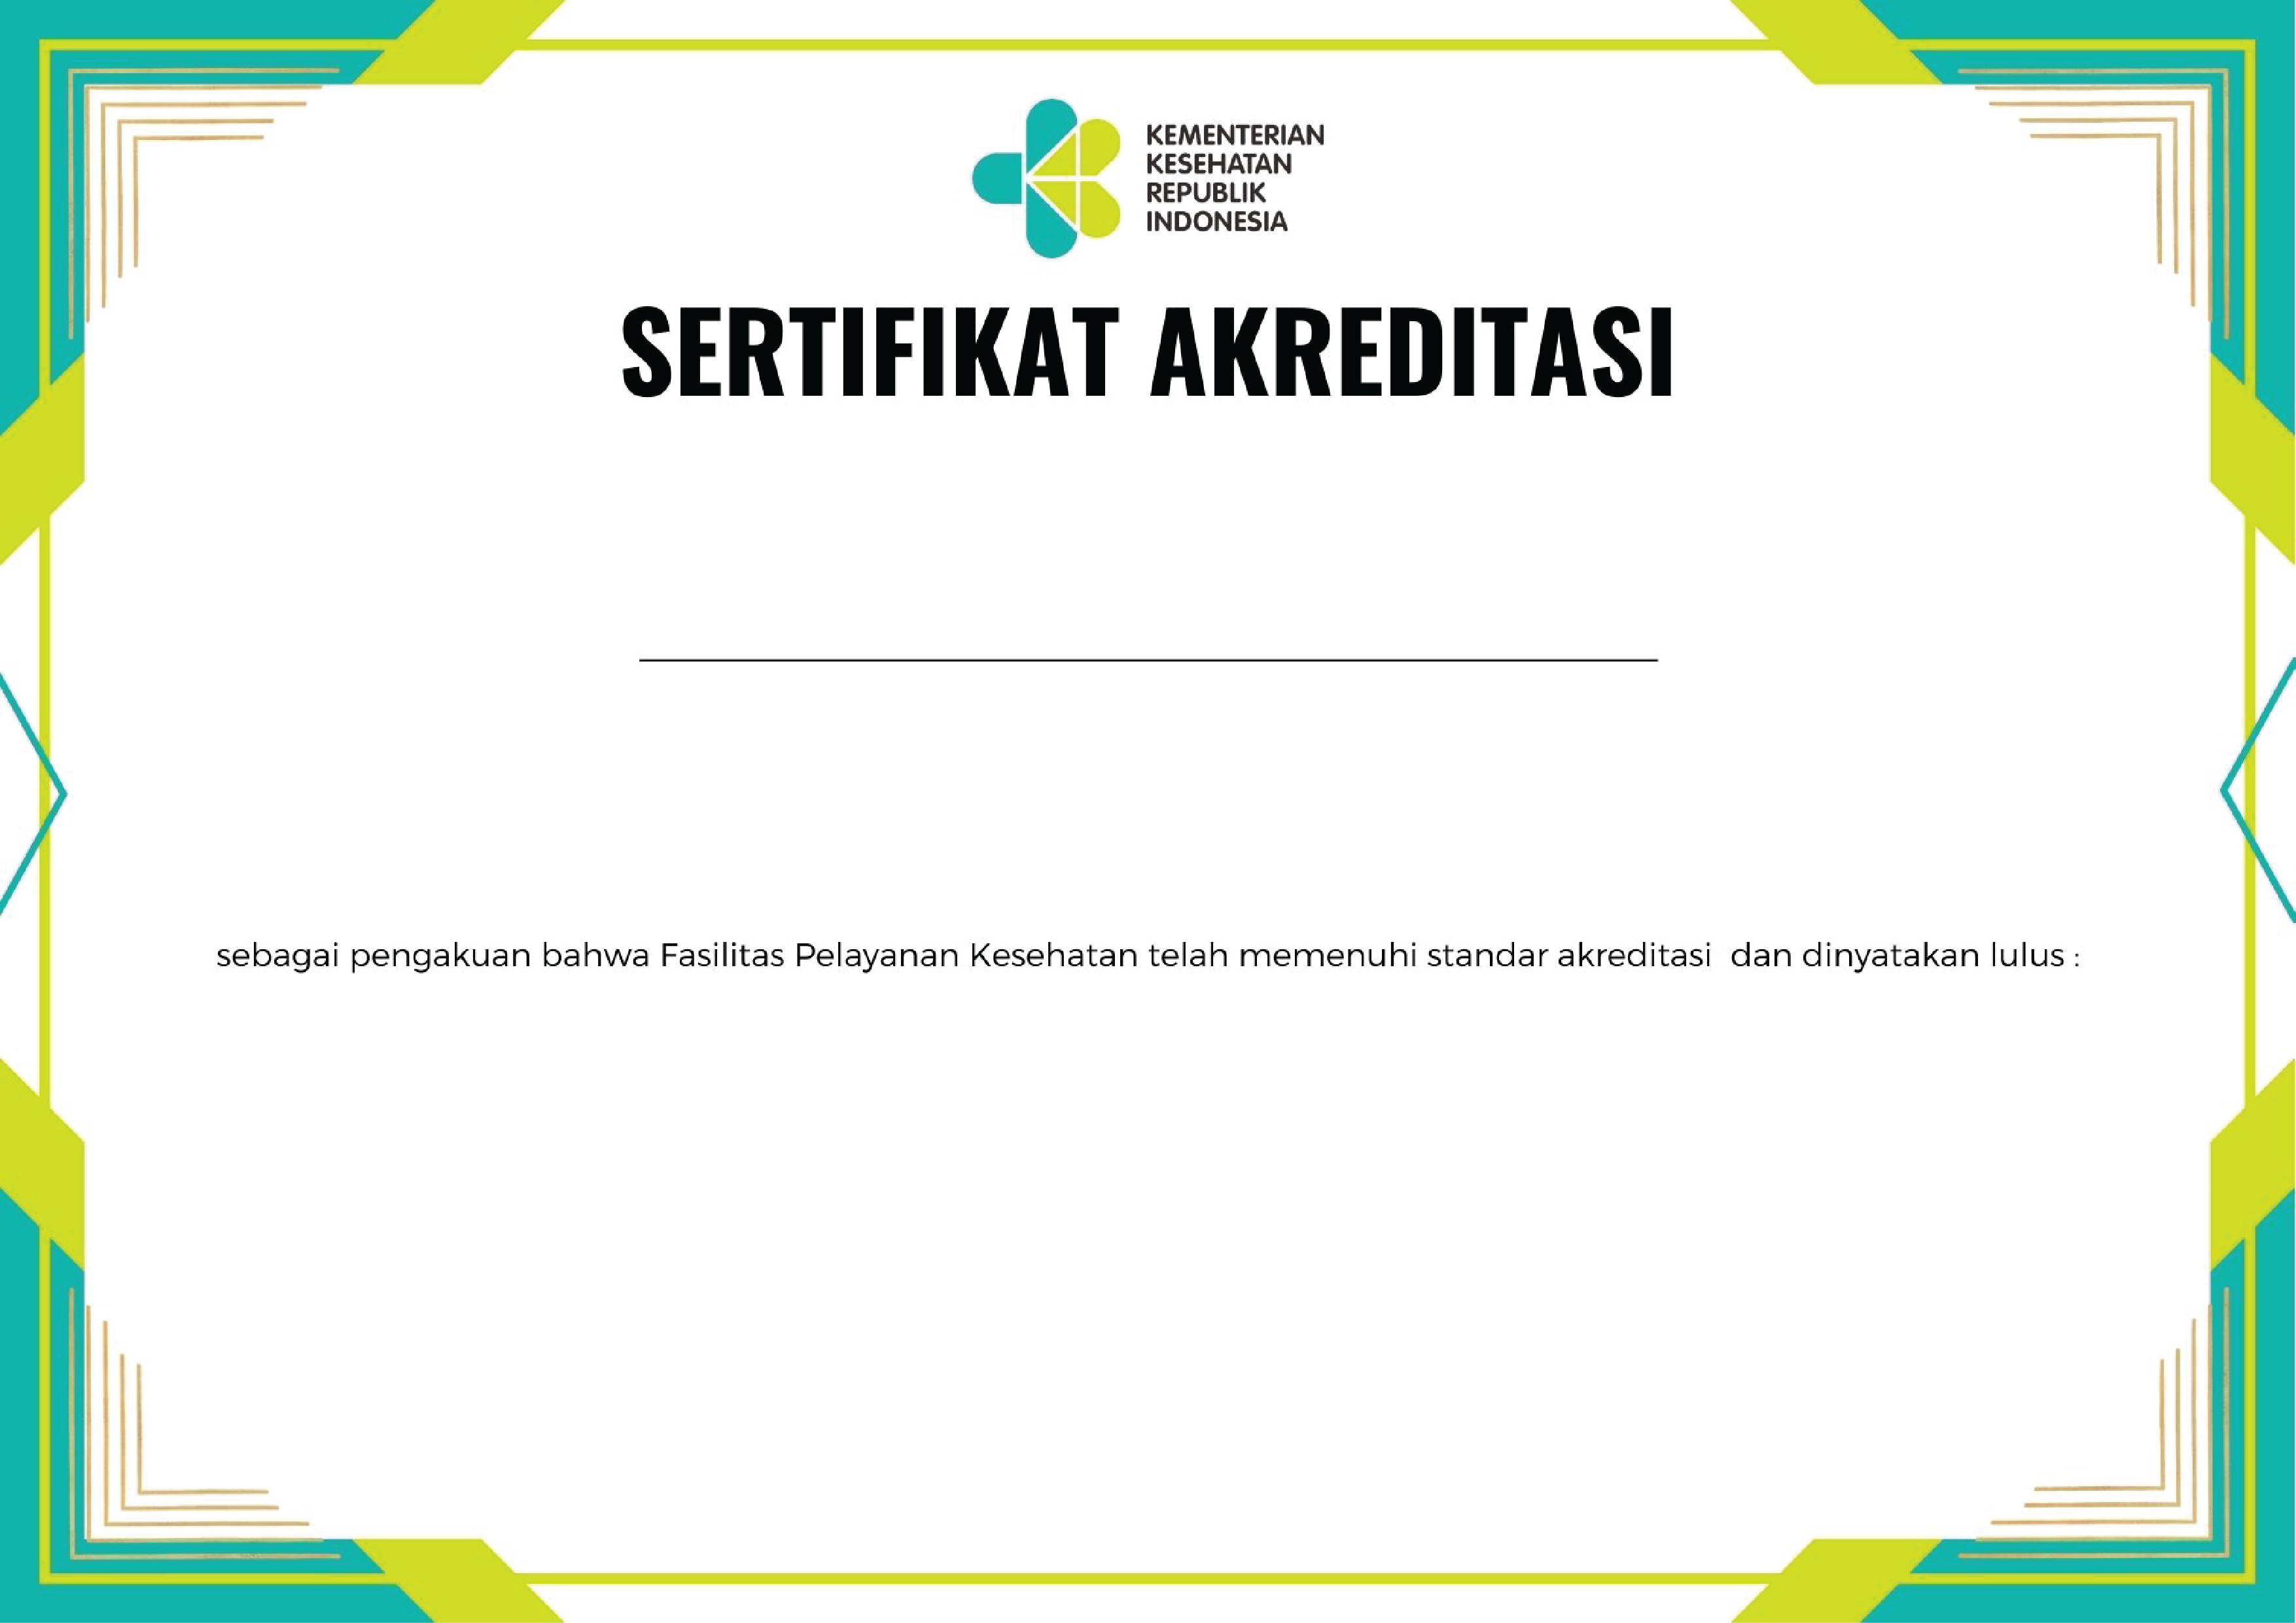 KEMENTERIAN
KESEHATAN
REPUBLIK
INDONESIA
SERTIFIKAT AKREDITASI
sebagai pengakuan bahwa Fasilitas Pelayanan Kesehatan telah memenuhi standar akreditasi  dan dinyatakan lulus :